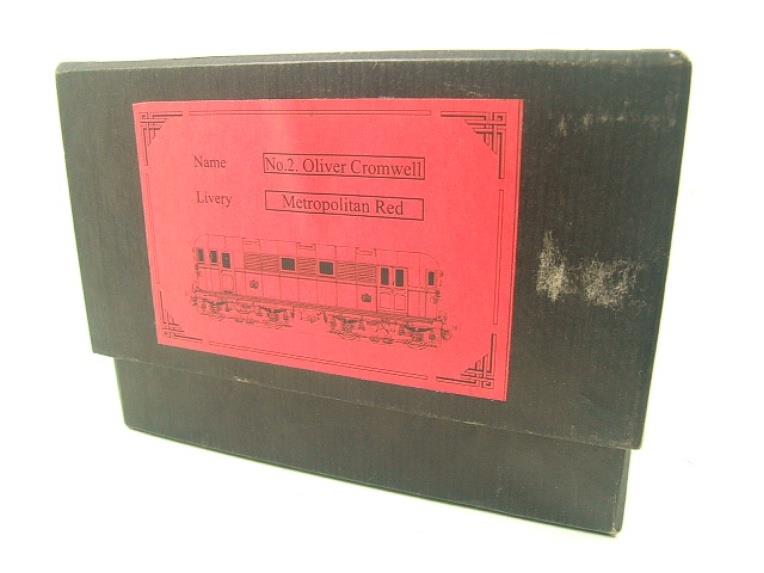 Name No.2. Oliver Cromwell
Livery Metropolitan Red